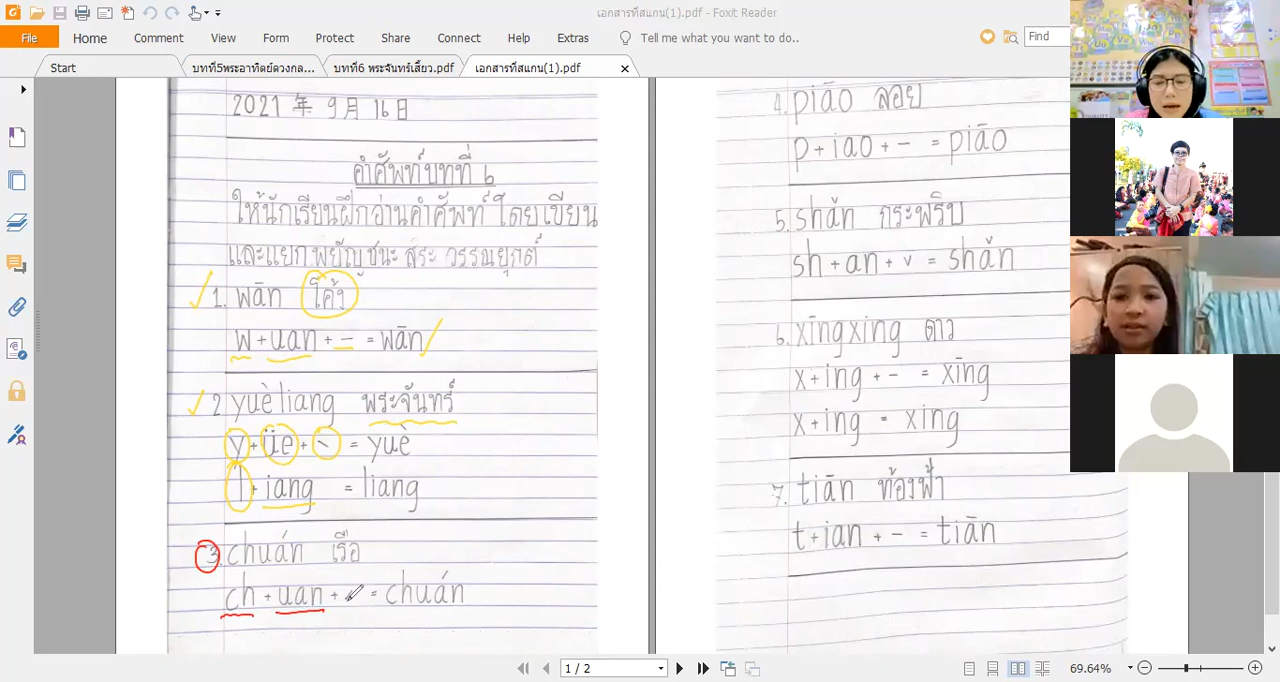 เอกสารที่สแกน(1).pdf - Foxit Reader
File Home Comment View Form Protect Share Connect Help Extras Tell me what you want to do.. Find
Start บทที่5พระอาทิตย์ดวงกล... บทที่6 พระจันทร์เสี้ยว.pdf เอกสารที่สแกน(1).pdf
2021 年 9月 16日
คำศัพท์บทที่ 6
ให้นักเรียนฝึกอ่านคำศัพท์ โดยเขียน
และแยกพยัญชนะ สระ วรรณยุกต์
1. wān โค้ง
w + uan + - = wān
2 yuèliang พระจันทร์
y + üe + ˋ = yuè
l + iang = liang
3. chuán เรือ
ch + uan + ˊ = chuán
4. piāo ลอย
p + iao + - = piāo
5. shǎn กระพริบ
sh + an + v = shǎn
6. xīngxing ดาว
x + ing + - = xīng
x + ing = xing
7. tiān ท้องฟ้า
t + ian + - = tiān
1 / 2
69.64%